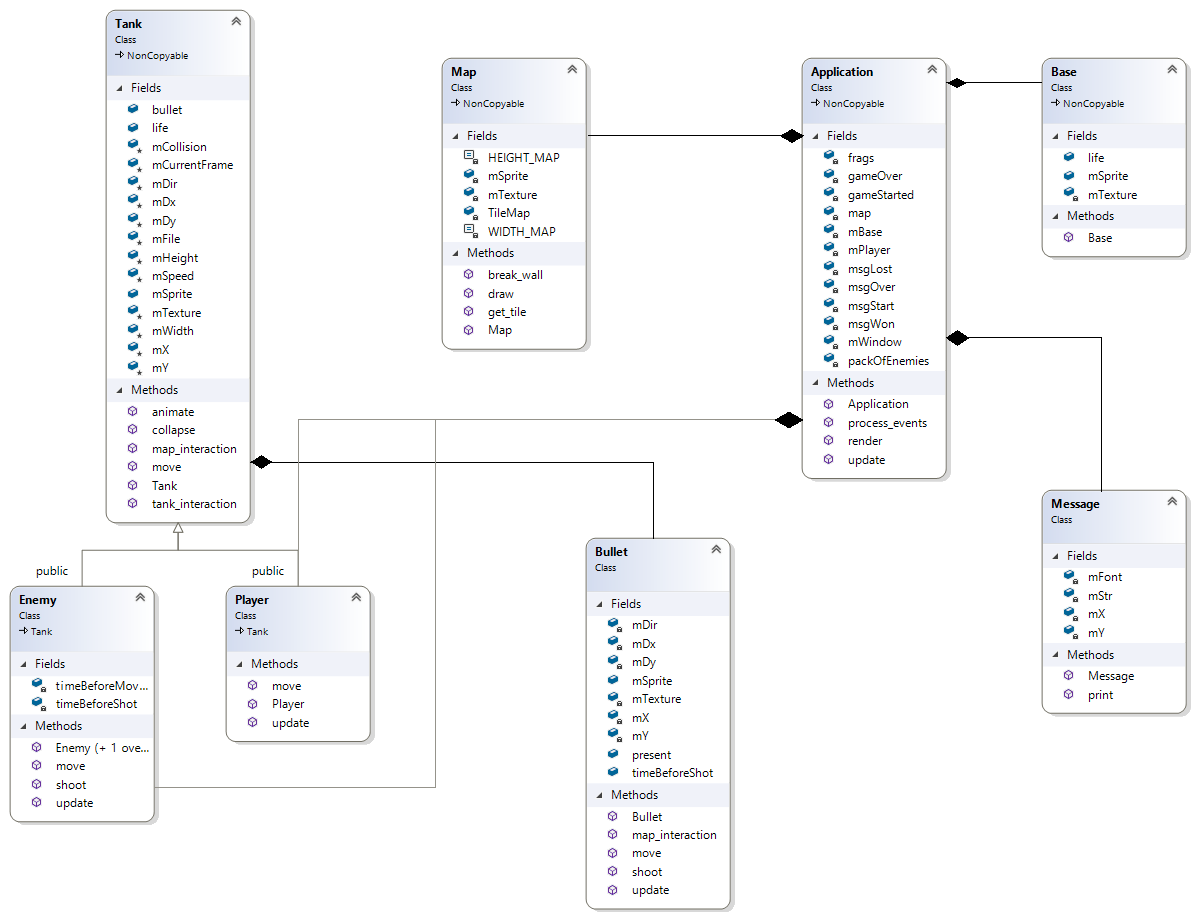 Tank
Class
NonCopyable
Fields
bullet
life
mCollision
mCurrentFrame
mDir
mDx
mDy
mFile
mHeight
mSpeed
mSprite
mTexture
mWidth
mX
mY
Methods
animate
collapse
map_interaction
move
Tank
tank_interaction
Map
Class
NonCopyable
Fields
HEIGHT_MAP
mSprite
mTexture
TileMap
WIDTH_MAP
Methods
break_wall
draw
get_tile
Map
Application
Class
NonCopyable
Fields
frags
gameOver
gameStarted
map
mBase
mPlayer
msgLost
msgOver
msgStart
msgWon
mWindow
packOfEnemies
Methods
Application
process_events
render
update
Base
Class
NonCopyable
Fields
life
mSprite
mTexture
Methods
Base
public
public
Enemy
Class
Tank
Fields
timeBeforeMov...
timeBeforeShot
Methods
Enemy (+ 1 ove...
move
shoot
update
Player
Class
Tank
Methods
move
Player
update
Bullet
Class
Fields
mDir
mDx
mDy
mSprite
mTexture
mX
mY
present
timeBeforeShot
Methods
Bullet
map_interaction
move
shoot
update
Message
Class
Fields
mFont
mStr
mX
mY
Methods
Message
print